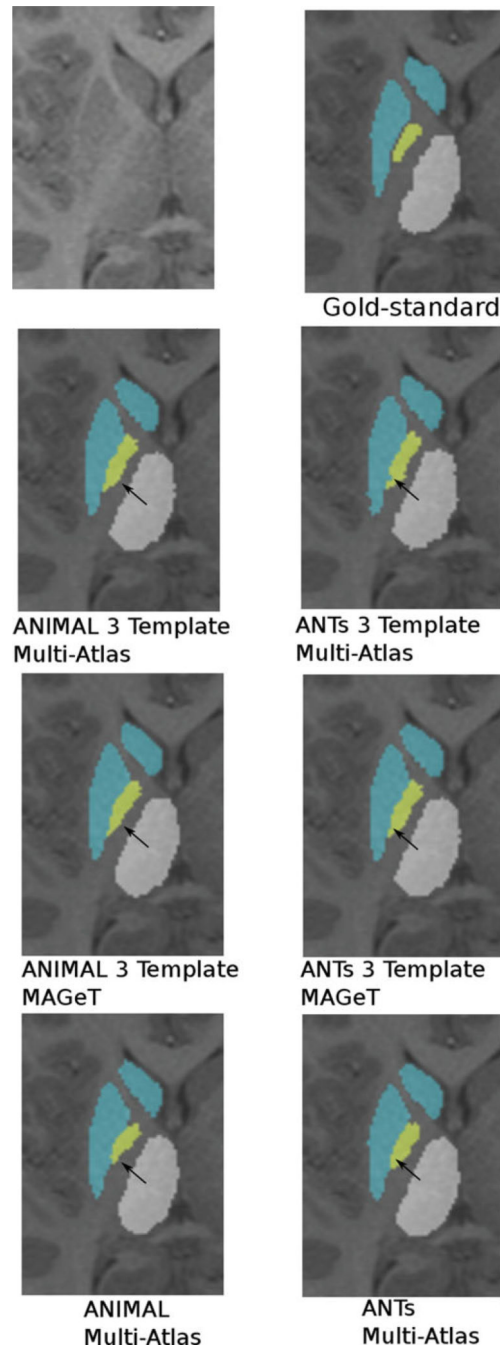 Gold-standard
ANIMAL 3 Template
Multi-Atlas
ANTs 3 Template
Multi-Atlas
ANIMAL 3 Template
MAGeT
ANTs 3 Template
MAGeT
ANIMAL
Multi-Atlas
ANTs
Multi-Atlas